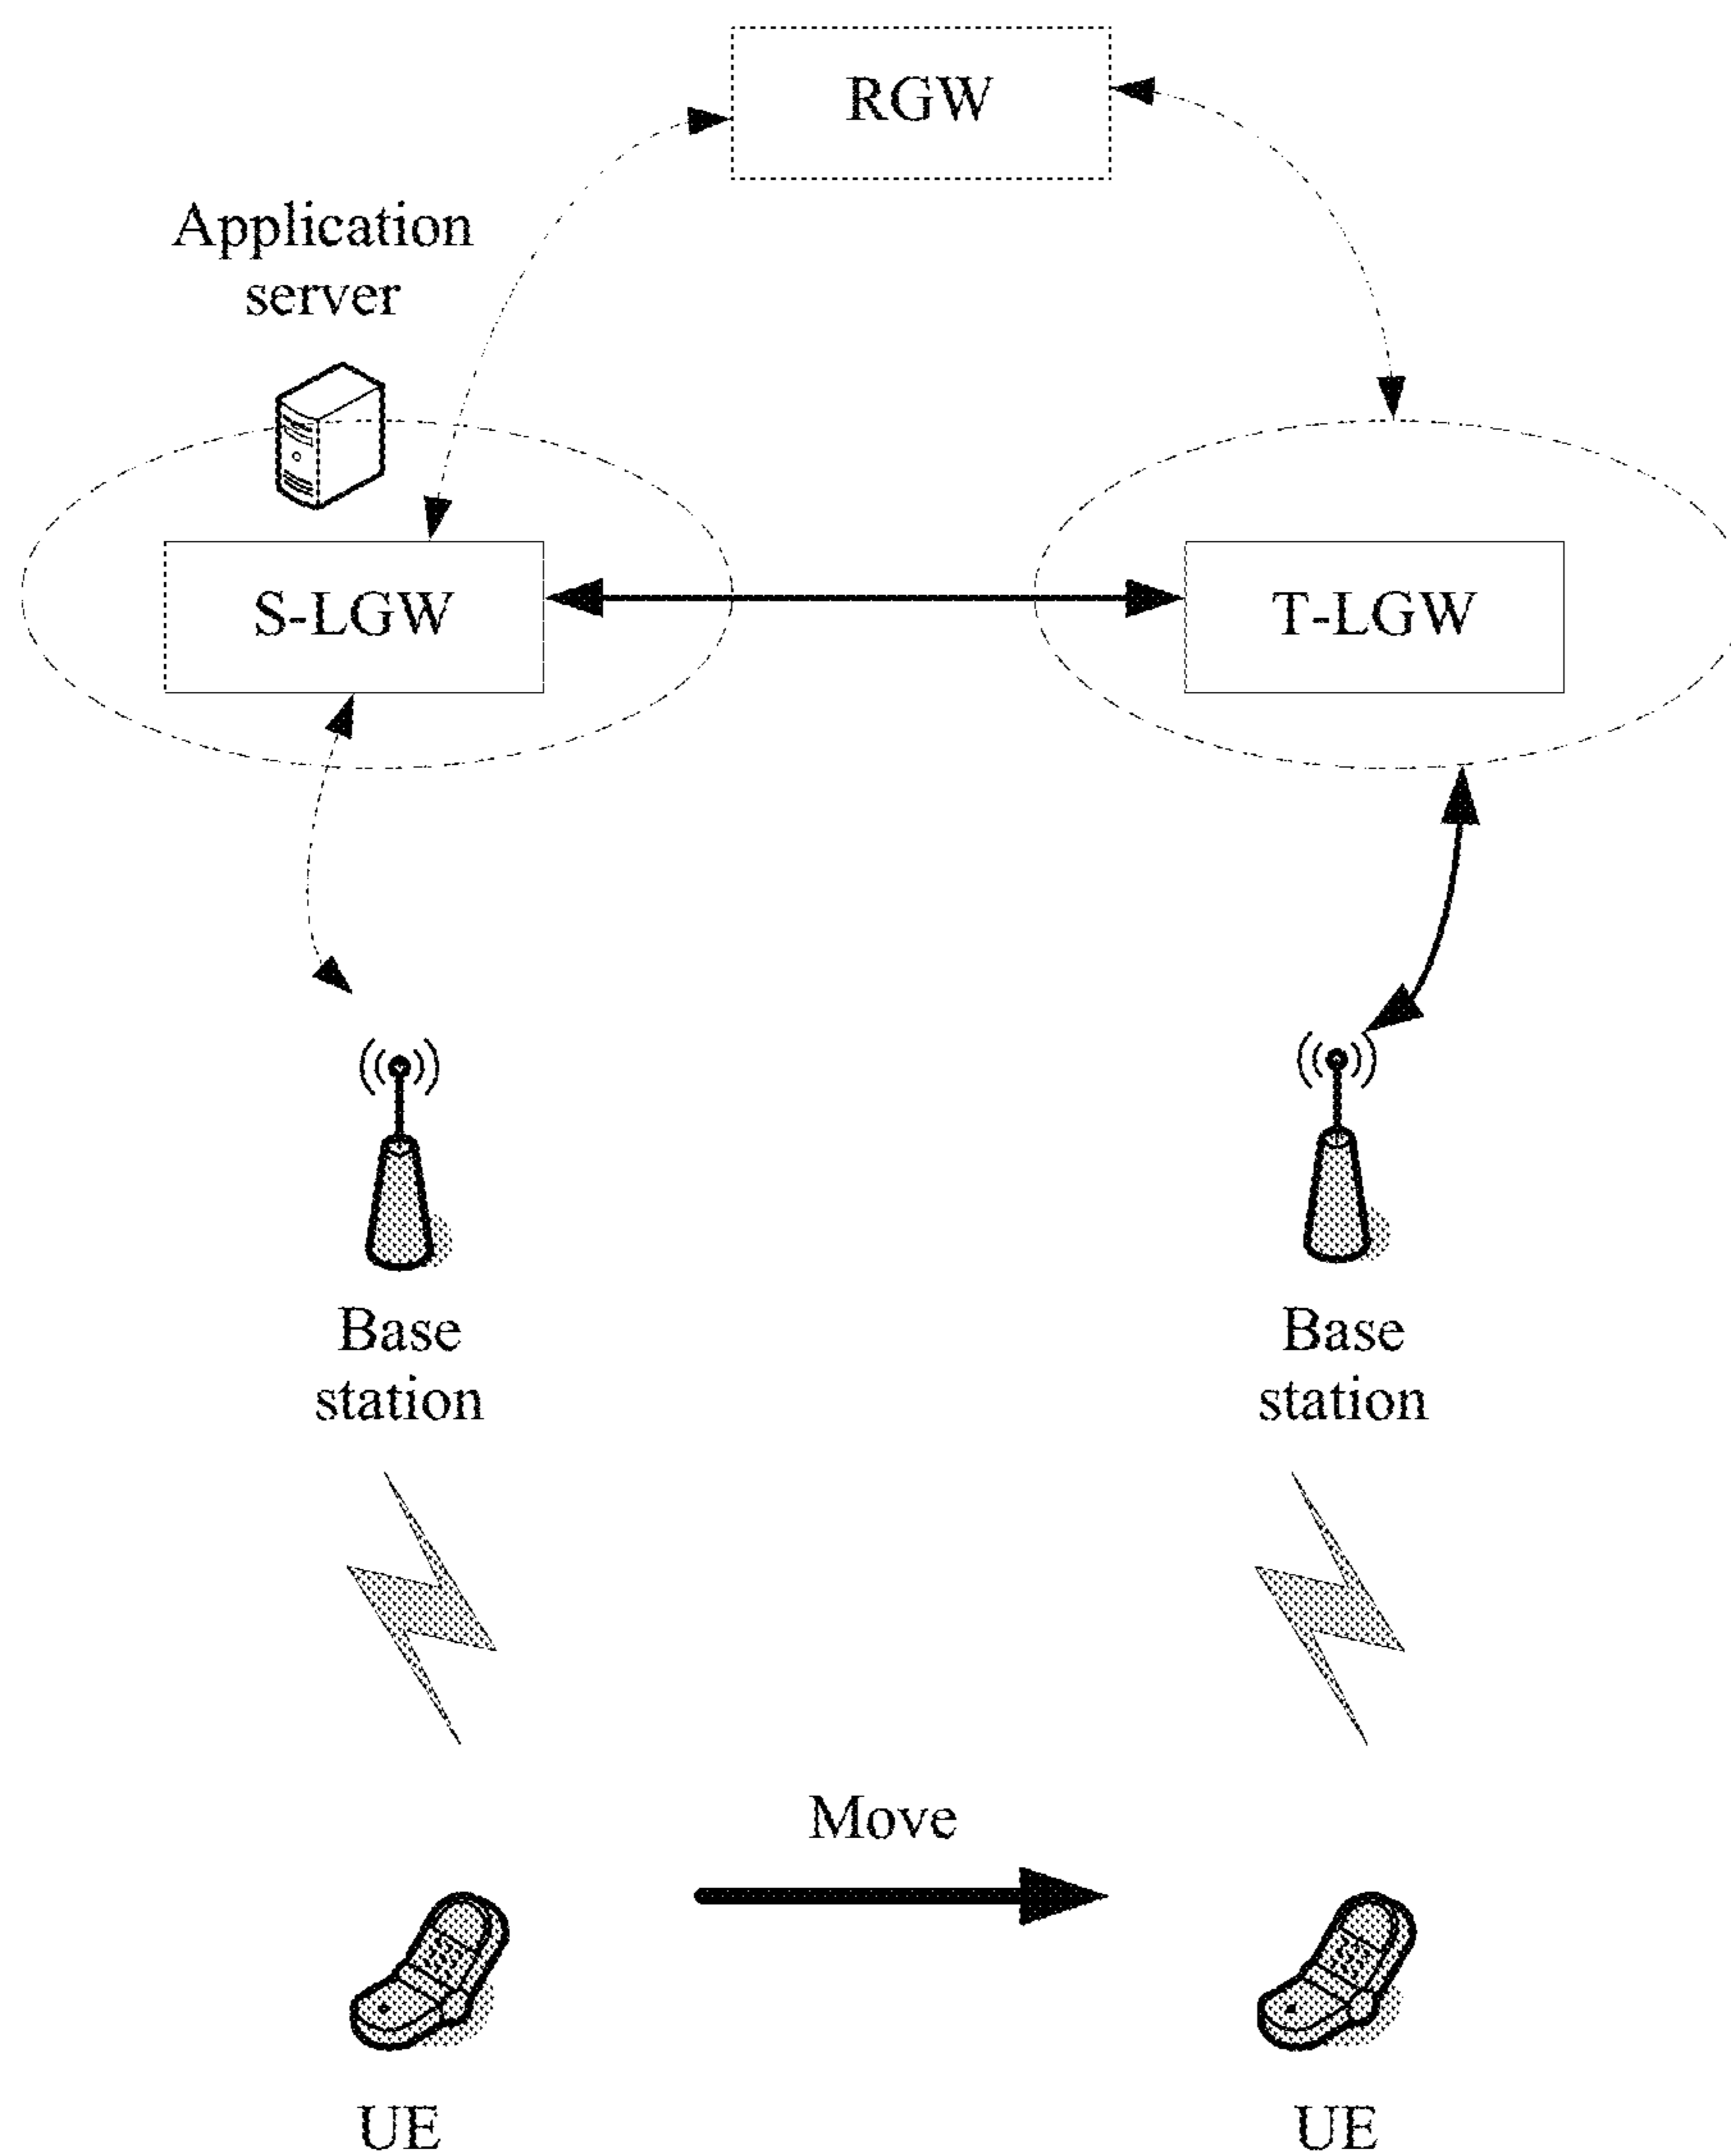 RGW
Application
server
S-LGW
T-LGW
Base
station
Base
station
Move
UE
UE